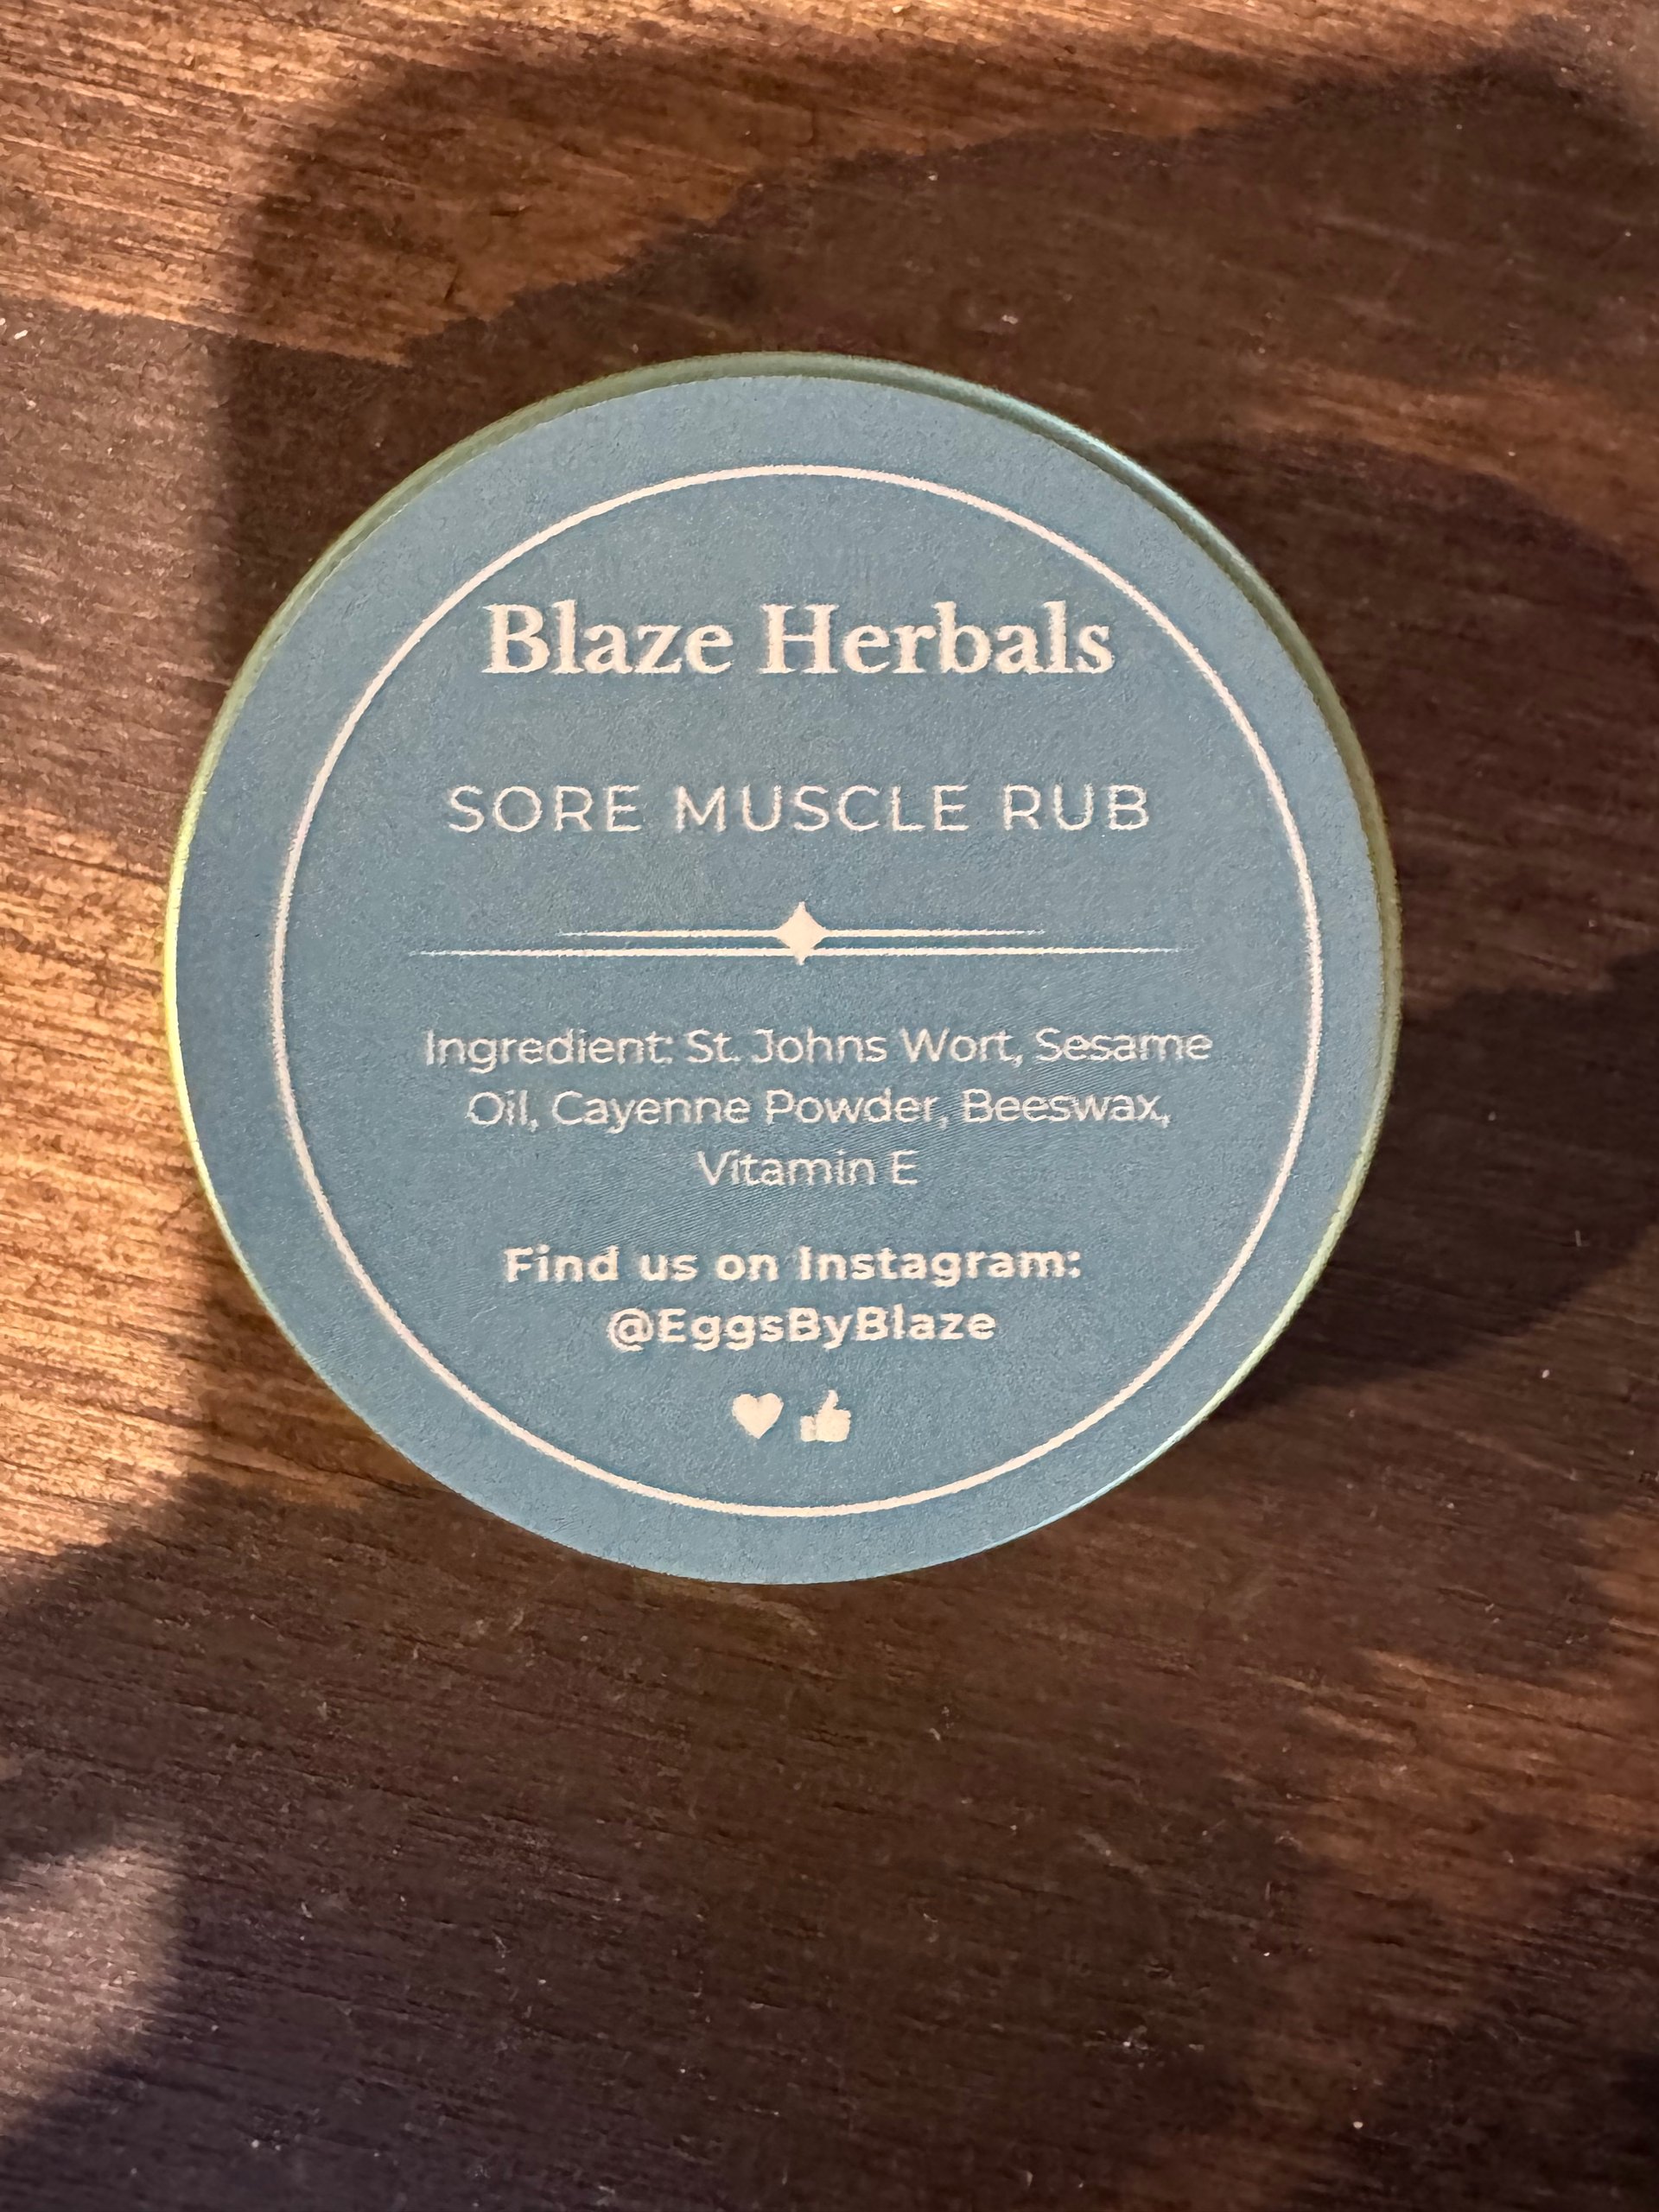 Blaze Herbals
SORE MUSCLE RUB
Ingredient: St. Johns Wort, Sesame
Oil, Cayenne Powder, Beeswax,
Vitamin E
Find us on Instagram:
@EggsByBlaze